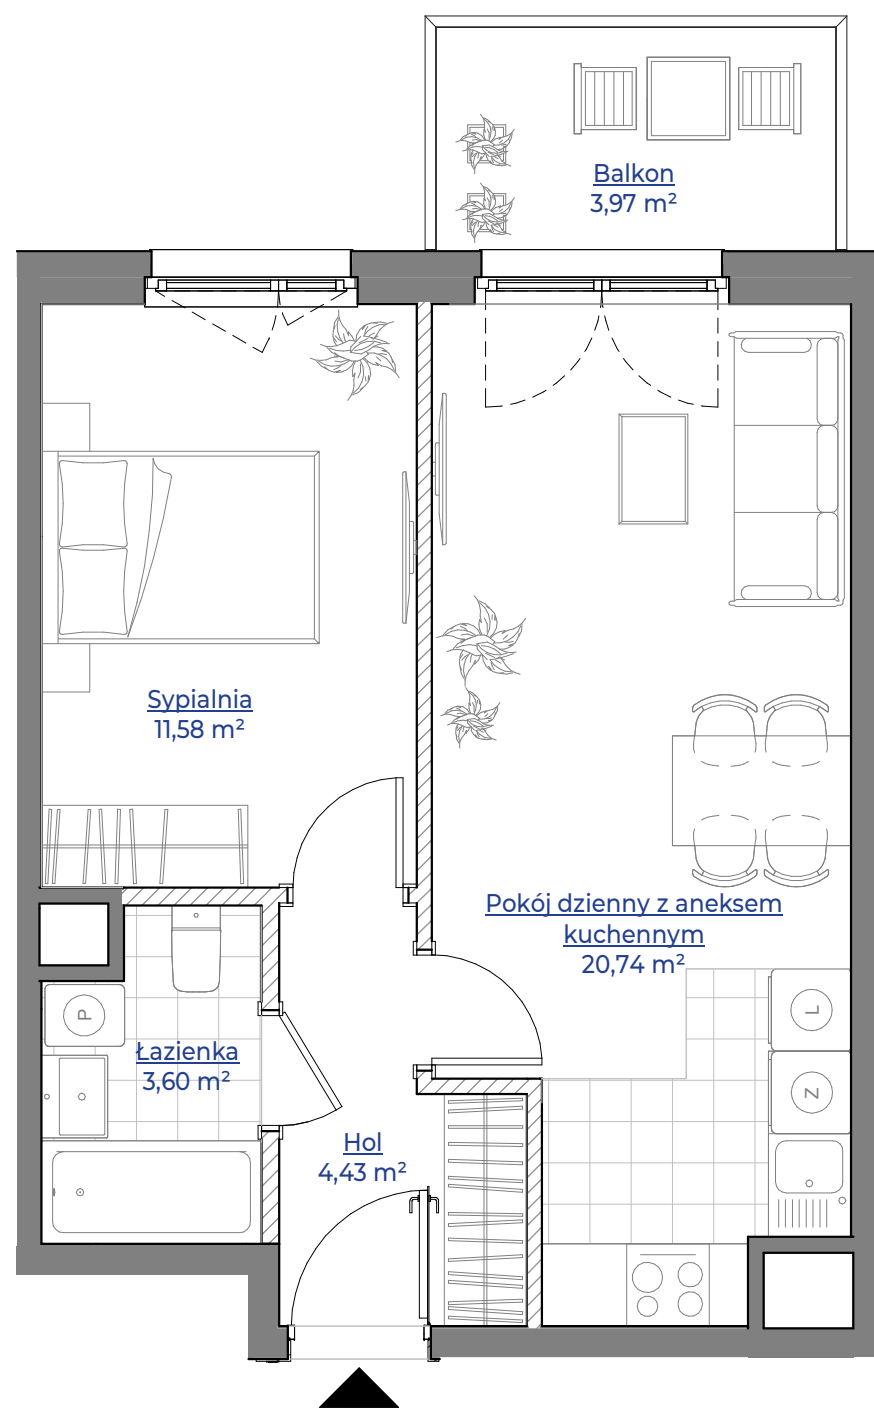 Balkon
3,97 m²
Sypialnia
11,58 m²
Pokój dzienny z aneksem
kuchennym
20,74 m²
P
L
Łazienka
3,60 m²
Z
Hol
4,43 m²